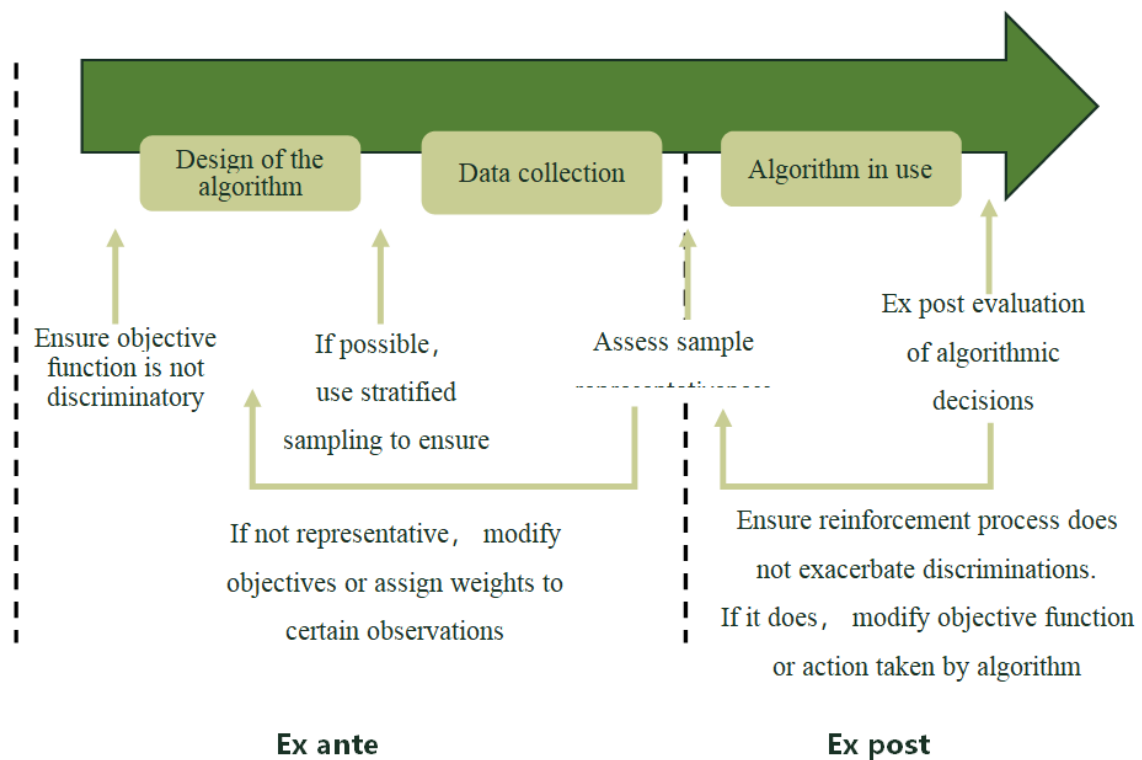 Design of the
algorithm
Data collection
Algorithm in use
Ensure objective
function is not
discriminatory
If possible,
use stratified
sampling to ensure
Assess sample
Ex post evaluation
of algorithmic
decisions
If not representative, modify
objectives or assign weights to
certain observations
Ensure reinforcement process does
not exacerbate discriminations.
If it does, modify objective function
or action taken by algorithm
Ex ante
Ex post